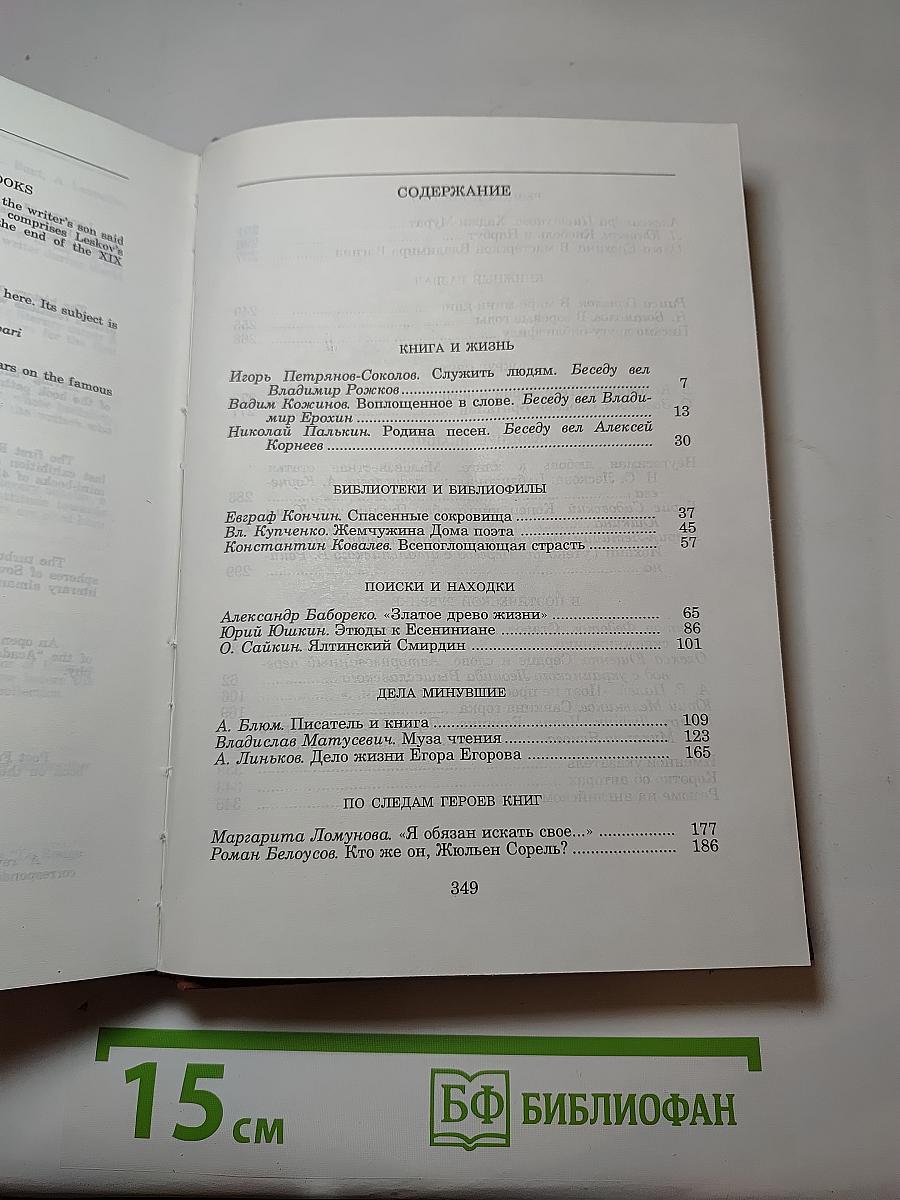 OOKS
the writer's son said
comprises Leskov's
the end of the XIX
here. Its subject is
ars on the famous
СОДЕРЖАНИЕ
КНИГА И ЖИЗНЬ
Игорь Петрянов-Соколов. Служить людям. Беседу вел
Владимир Рожков ........ 7
Вадим Кожинов. Воплощенное в слове. Беседу вел Влади-
мир Ерохин ........ 13
Николай Палькин. Родина песен. Беседу вел Алексей
Корнеев ........ 30
БИБЛИОТЕКИ И БИБЛИОФИЛЫ
Евграф Кончин. Спасенные сокровища ........ 37
Вл. Купченко. Жемчужина Дома поэта ........ 45
Константин Ковалев. Всепоглощающая страсть ........ 57
ПОИСКИ И НАХОДКИ
Александр Бабореко. «Златое древо жизни» ........ 65
Юрий Юшкин. Этюды к Есениниане ........ 86
О. Сайкин. Ялтинский Смирдин ........ 101
ДЕЛА МИНУВШИЕ
А. Блюм. Писатель и книга ........ 109
Владислав Матусевич. Муза чтения ........ 123
А. Линьков. Дело жизни Егора Егорова ........ 165
ПО СЛЕДАМ ГЕРОЕВ КНИГ
Маргарита Ломунова. «Я обязан искать свое...» ........ 177
Роман Белоусов. Кто же он, Жюльен Сорель? ........ 186
349
15 см
БФ БИБЛИОФАН